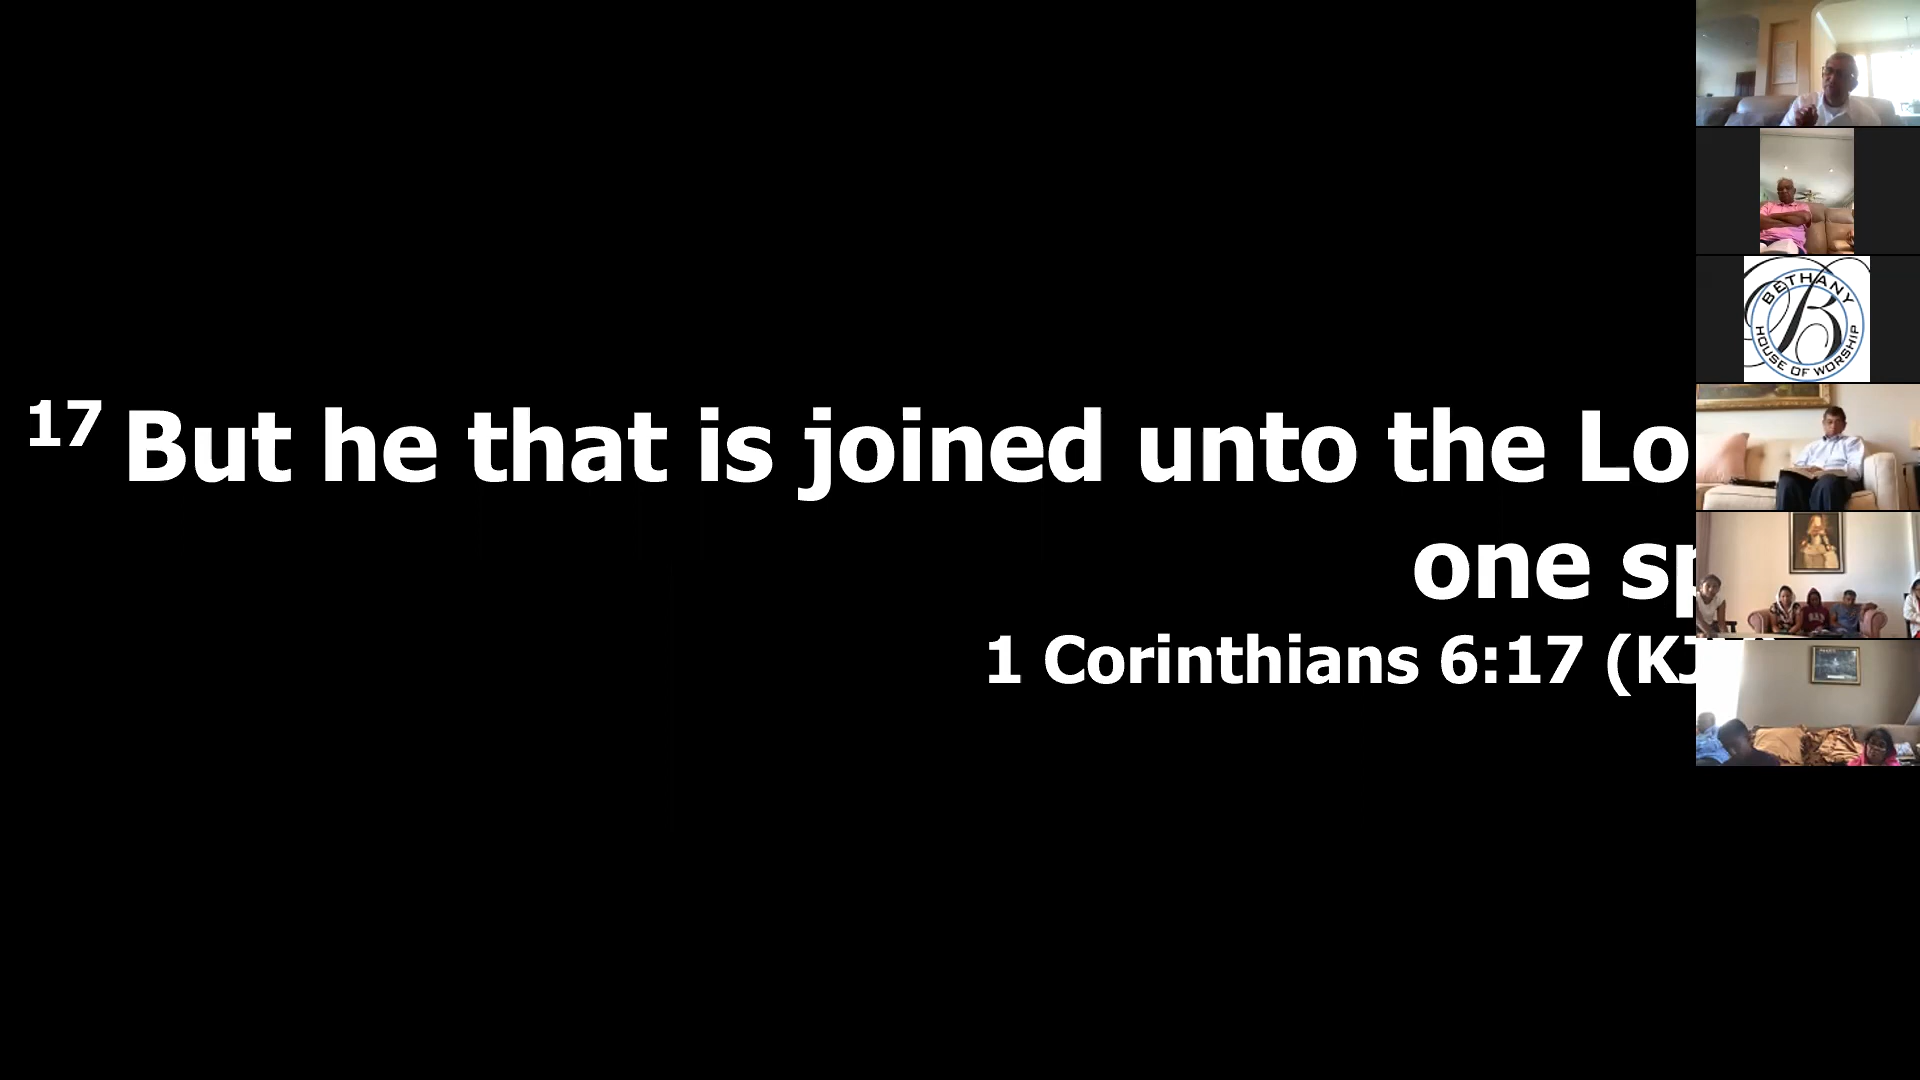 17 But he that is joined unto the Lo
one sp
1 Corinthians 6:17 (KJ
BETHANY
B
HOUSE OF WORSHIP